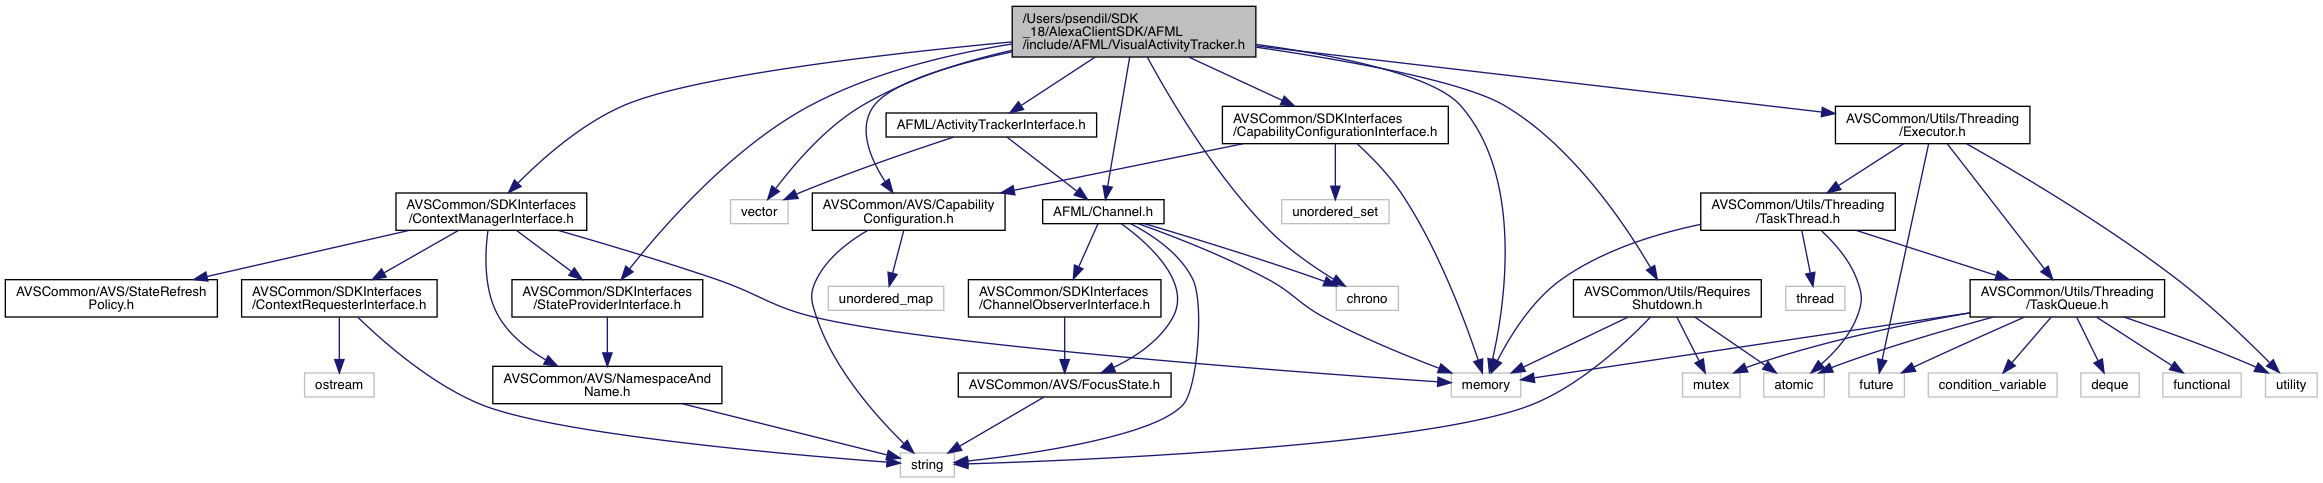 /Users/psendil/SDK
_18/AlexaClientSDK/AFML
/include/AFML/VisualActivityTracker.h
AFML/ActivityTrackerInterface.h
AVSCommon/SDKInterfaces
/CapabilityConfigurationInterface.h
AVSCommon/Utils/Threading
/Executor.h
AVSCommon/SDKInterfaces
/ContextManagerInterface.h
vector
AVSCommon/AVS/Capability
Configuration.h
AFML/Channel.h
unordered_set
AVSCommon/Utils/Threading
/TaskThread.h
AVSCommon/AVS/StateRefresh
Policy.h
AVSCommon/SDKInterfaces
/ContextRequesterInterface.h
AVSCommon/SDKInterfaces
/StateProviderInterface.h
unordered_map
AVSCommon/SDKInterfaces
/ChannelObserverInterface.h
chrono
AVSCommon/Utils/Requires
Shutdown.h
thread
AVSCommon/Utils/Threading
/TaskQueue.h
ostream
AVSCommon/AVS/NamespaceAnd
Name.h
AVSCommon/AVS/FocusState.h
memory
mutex
atomic
future
condition_variable
deque
functional
utility
string